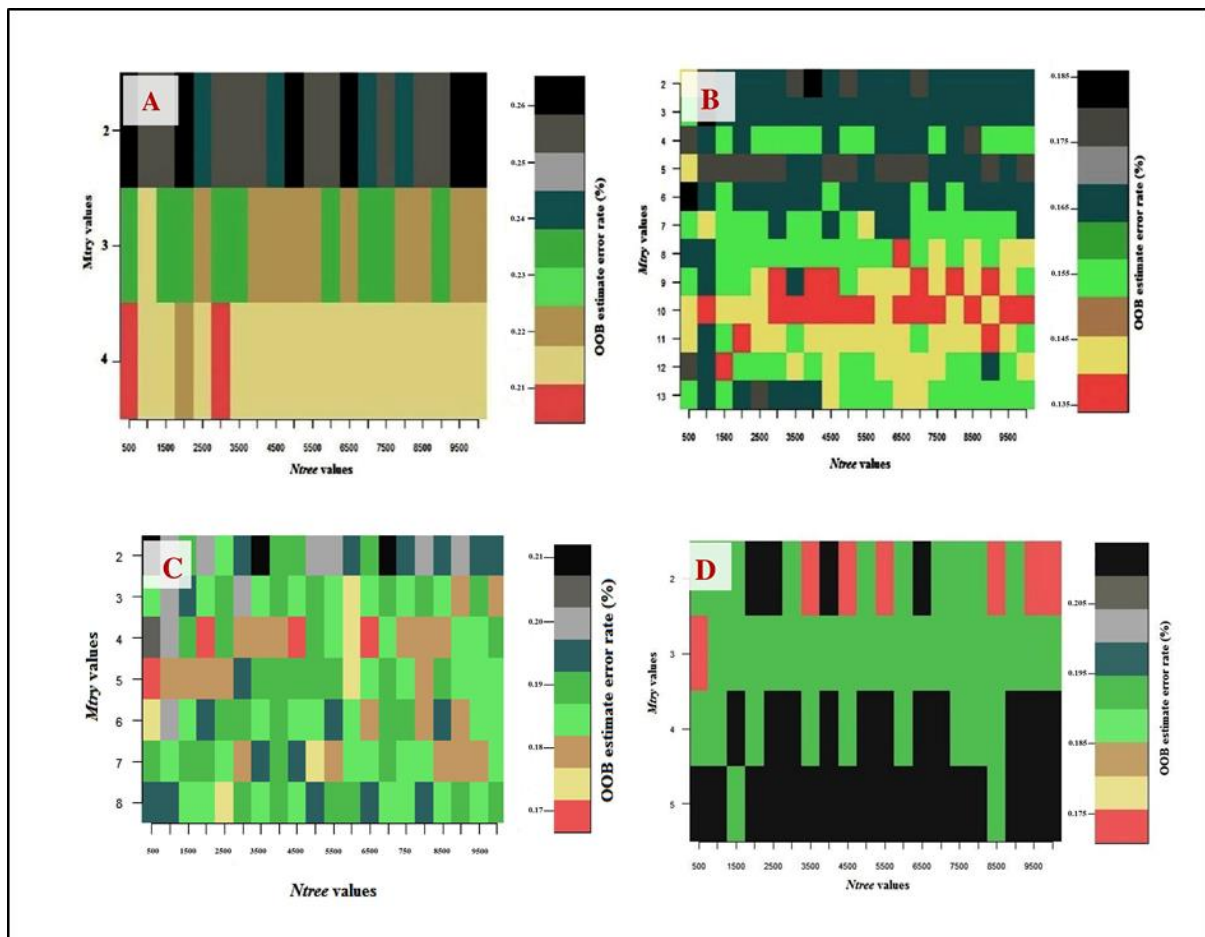 A
Mtry values
2
3
4
500 1500 2500 3500 4500 5500 6500 7500 8500 9500
Ntree values
0.26
0.25
0.24
0.23
0.22
0.21
OOB estimate error rate (%)
B
Mtry values
2
3
4
5
6
7
8
9
10
11
12
13
500 1500 2500 3500 4500 5500 6500 7500 8500 9500
Ntree values
0.185
0.175
0.165
0.155
0.145
0.135
OOB estimate error rate (%)
C
Mtry values
2
3
4
5
6
7
8
500 1500 2500 3500 4500 5500 6500 750 8500 9500
Ntree values
0.21
0.20
0.19
0.18
0.17
OOB estimate error rate (%)
D
Mtry values
2
3
4
5
500 1500 2500 3500 4500 5500 6500 7500 8500 9500
Ntree values
0.205
0.195
0.185
0.175
OOB estimate error rate (%)